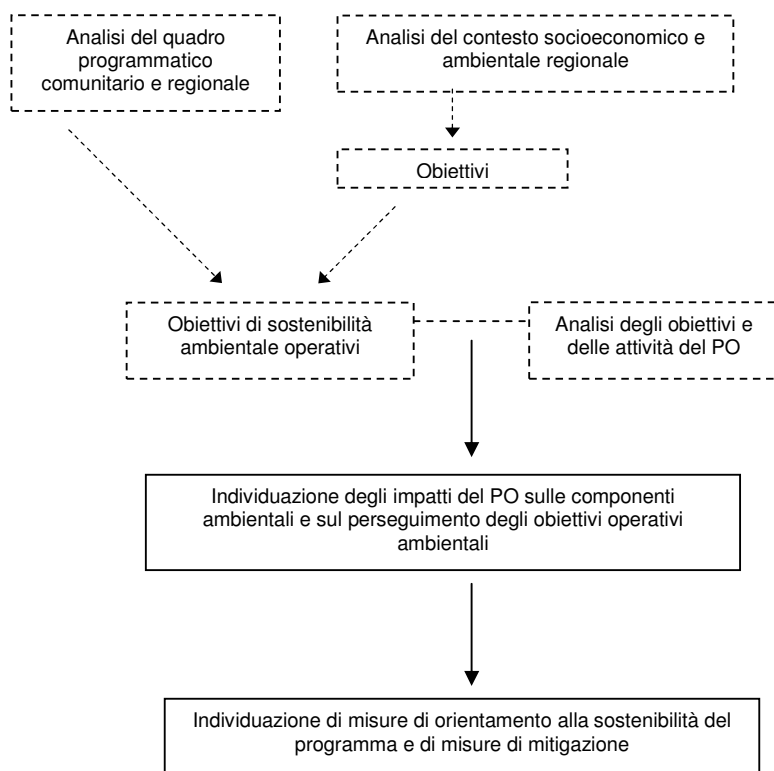 Analisi del quadro
programmatico
comunitario e regionale
Analisi del contesto socioeconomico e
ambientale regionale
Obiettivi
Obiettivi di sostenibilità
ambientale operativi
Analisi degli obiettivi e
delle attività del PO
Individuazione degli impatti del PO sulle componenti
ambientali e sul perseguimento degli obiettivi operativi
ambientali
Individuazione di misure di orientamento alla sostenibilità del
programma e di misure di mitigazione